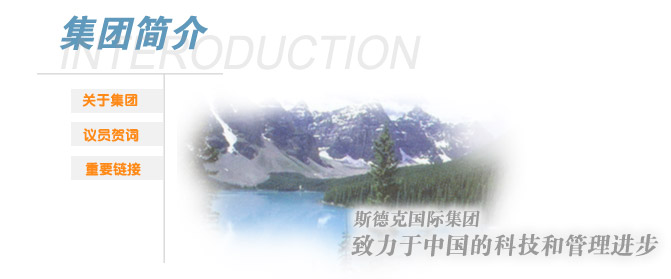 集团简介
INTERODUCTION
关于集团
议员贺词
重要链接
斯德克国际集团
致力于中国的科技和管理进步